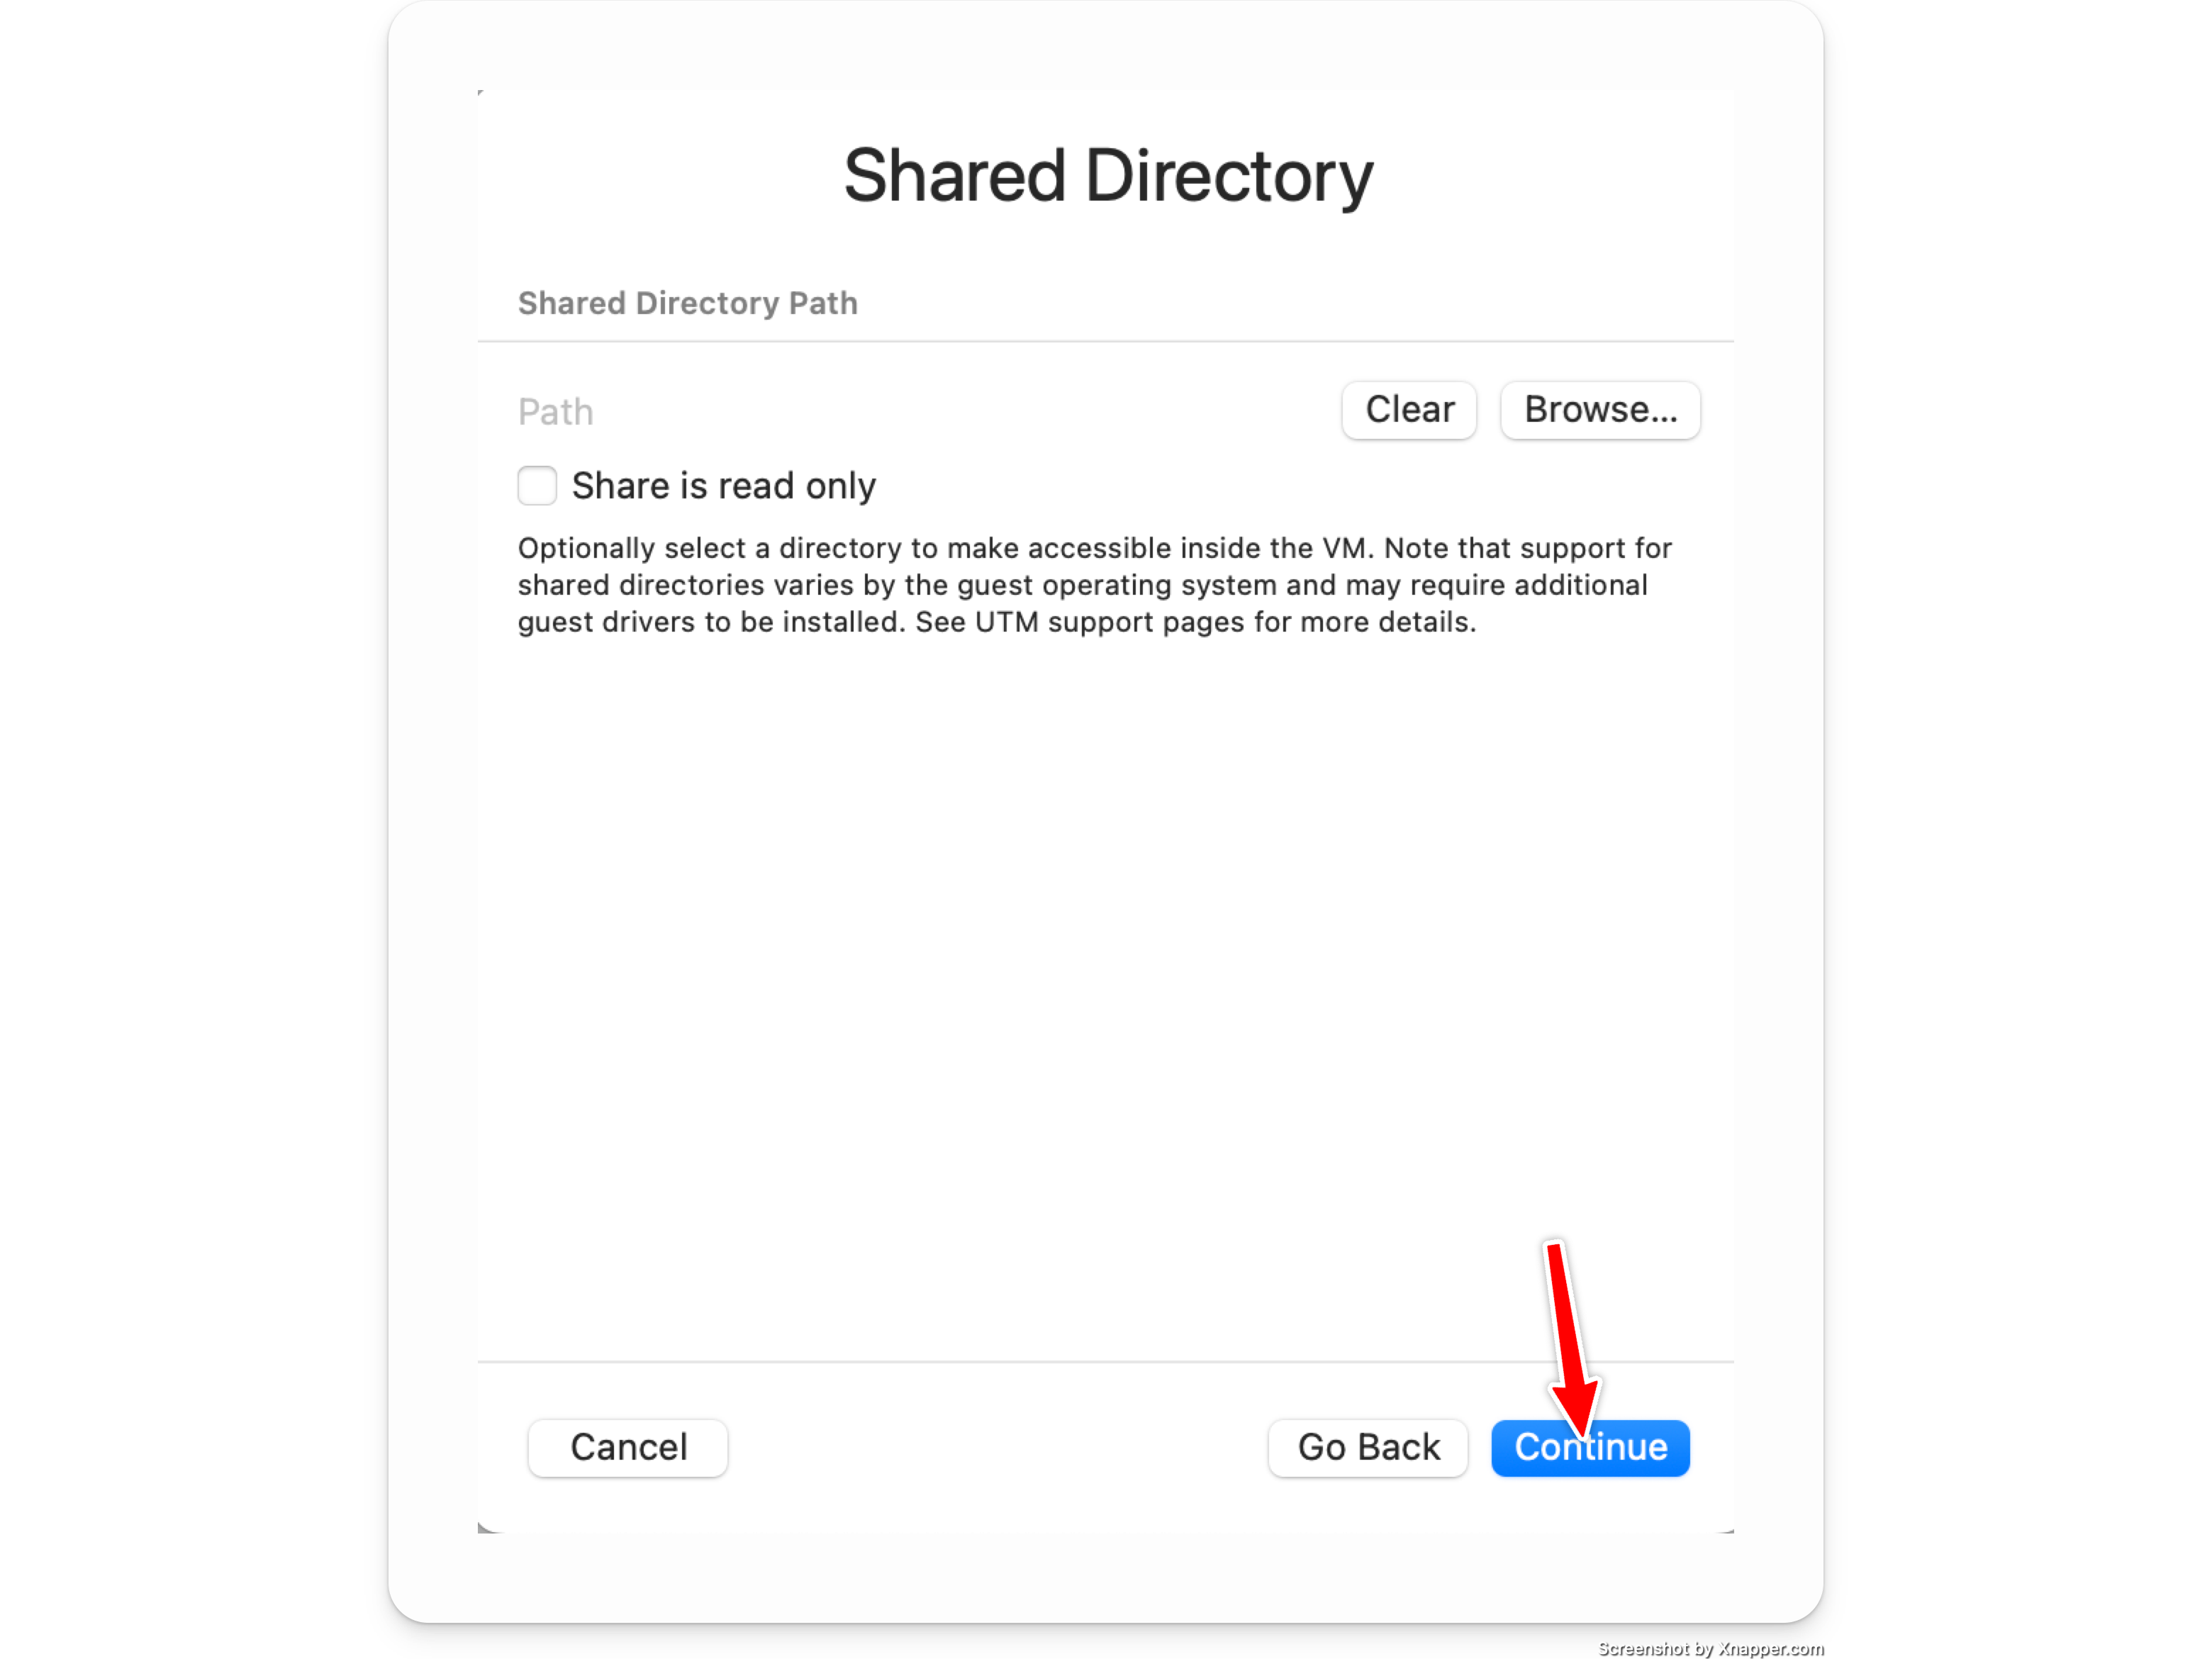 Shared Directory
Shared Directory Path
Path
Clear
Browse...
Share is read only
Optionally select a directory to make accessible inside the VM. Note that support for
shared directories varies by the guest operating system and may require additional
guest drivers to be installed. See UTM support pages for more details.
Cancel
Go Back
Continue
Screenshot by Xnapper.com